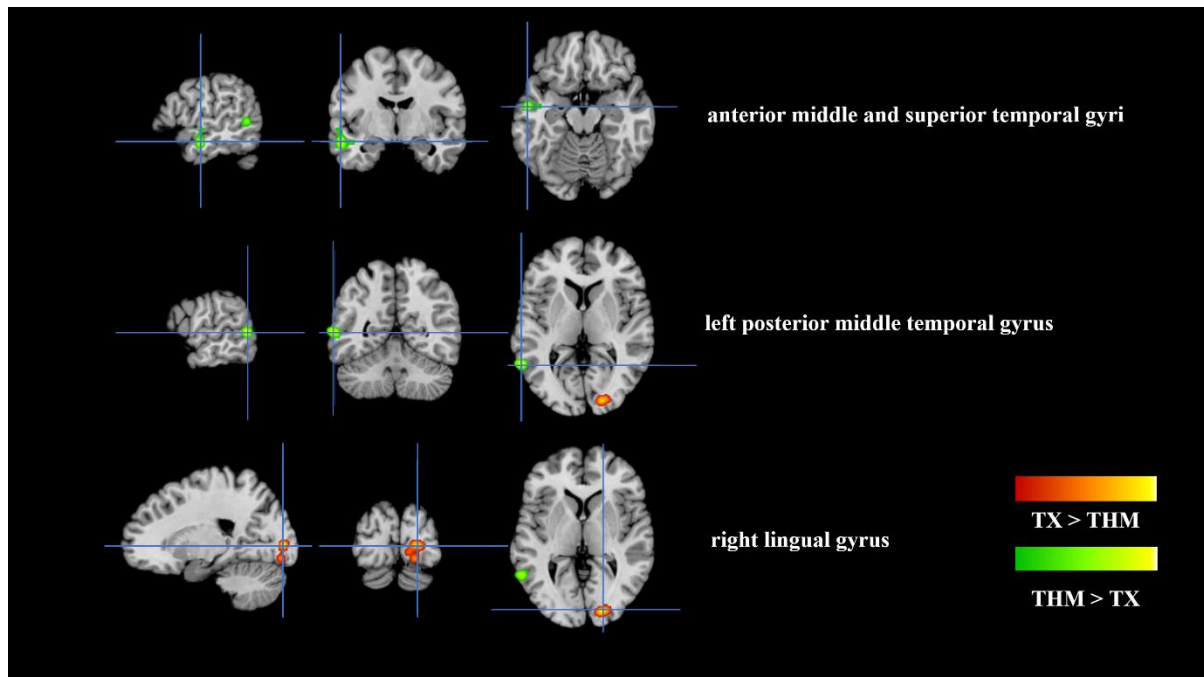 anterior middle and superior temporal gyri
left posterior middle temporal gyrus
right lingual gyrus
TX > THM
THM > TX